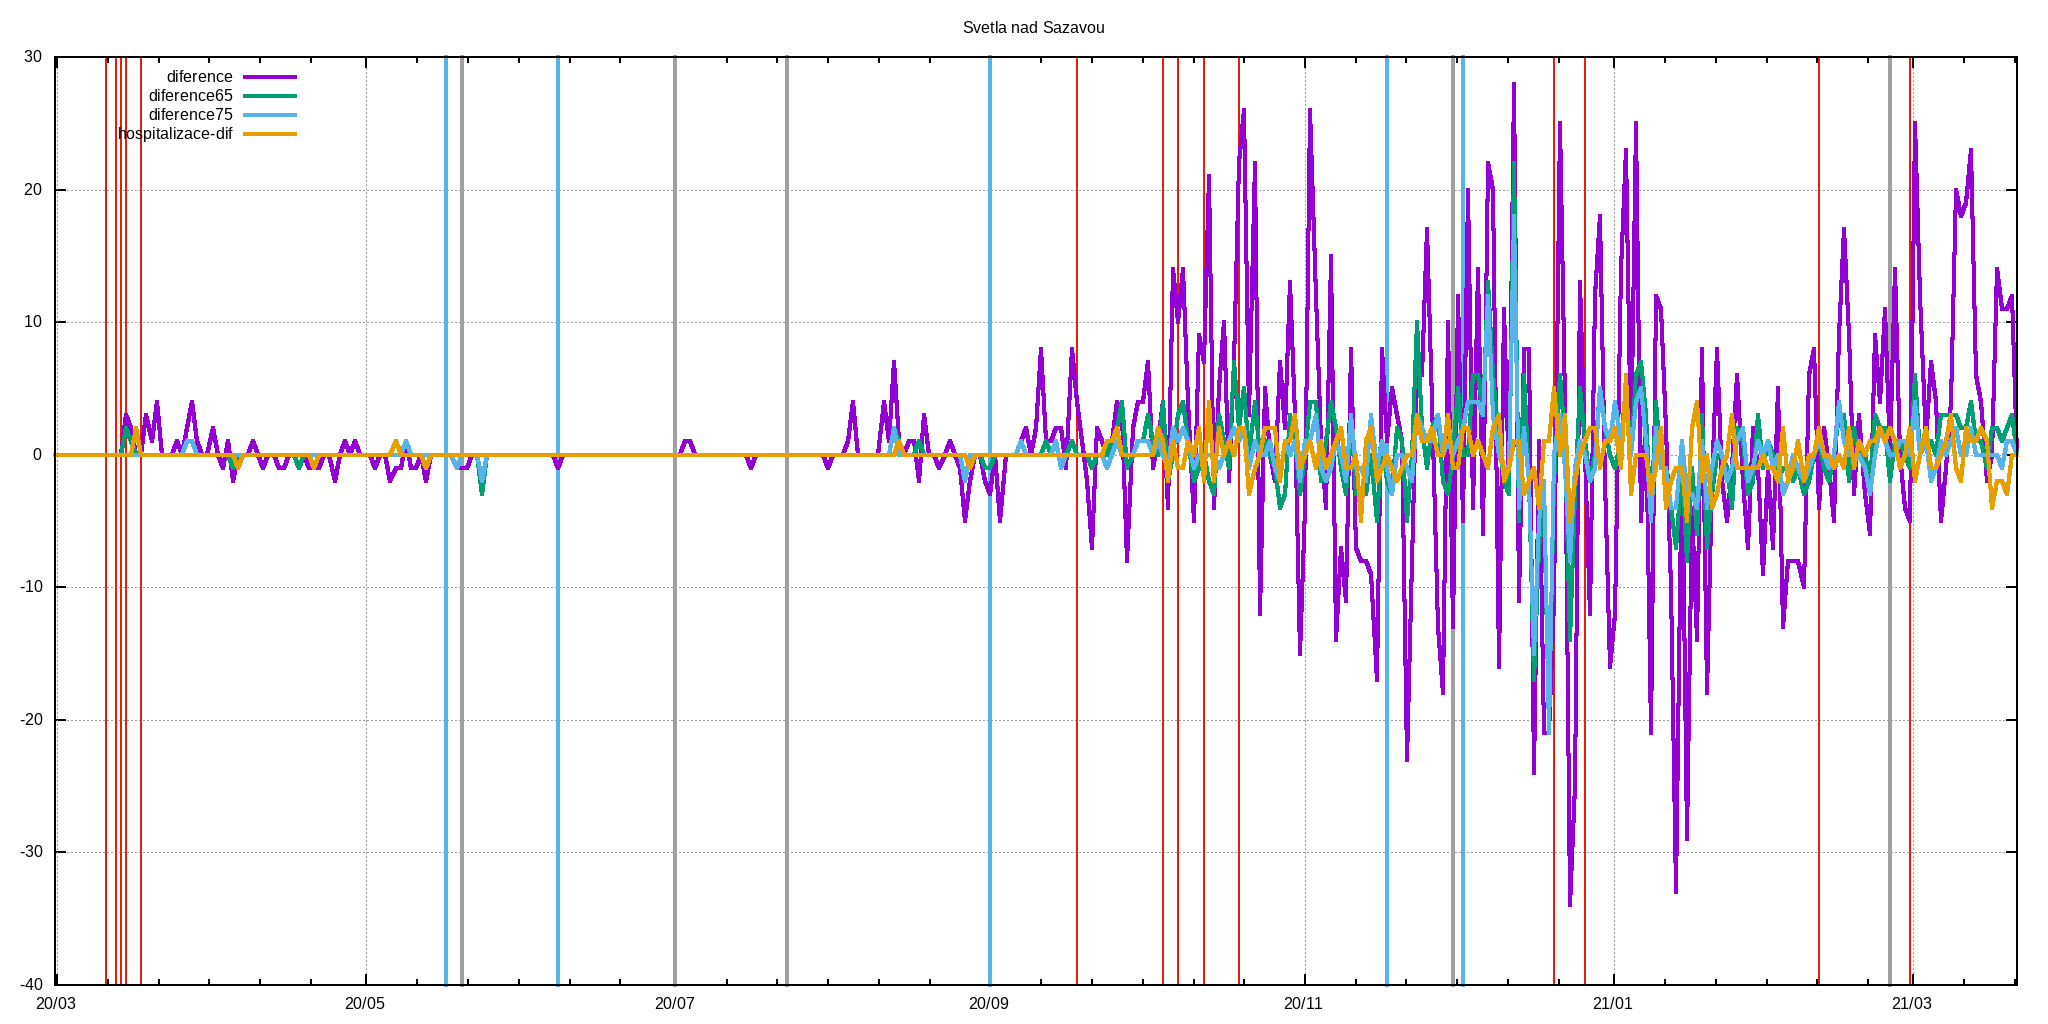 Svetla nad Sazavou
30
20
10
0
-10
-20
-30
-40
diference
diference65
diference75
hospitalizace-dif
20/03 20/05 20/07 20/09 20/11 21/01 21/03